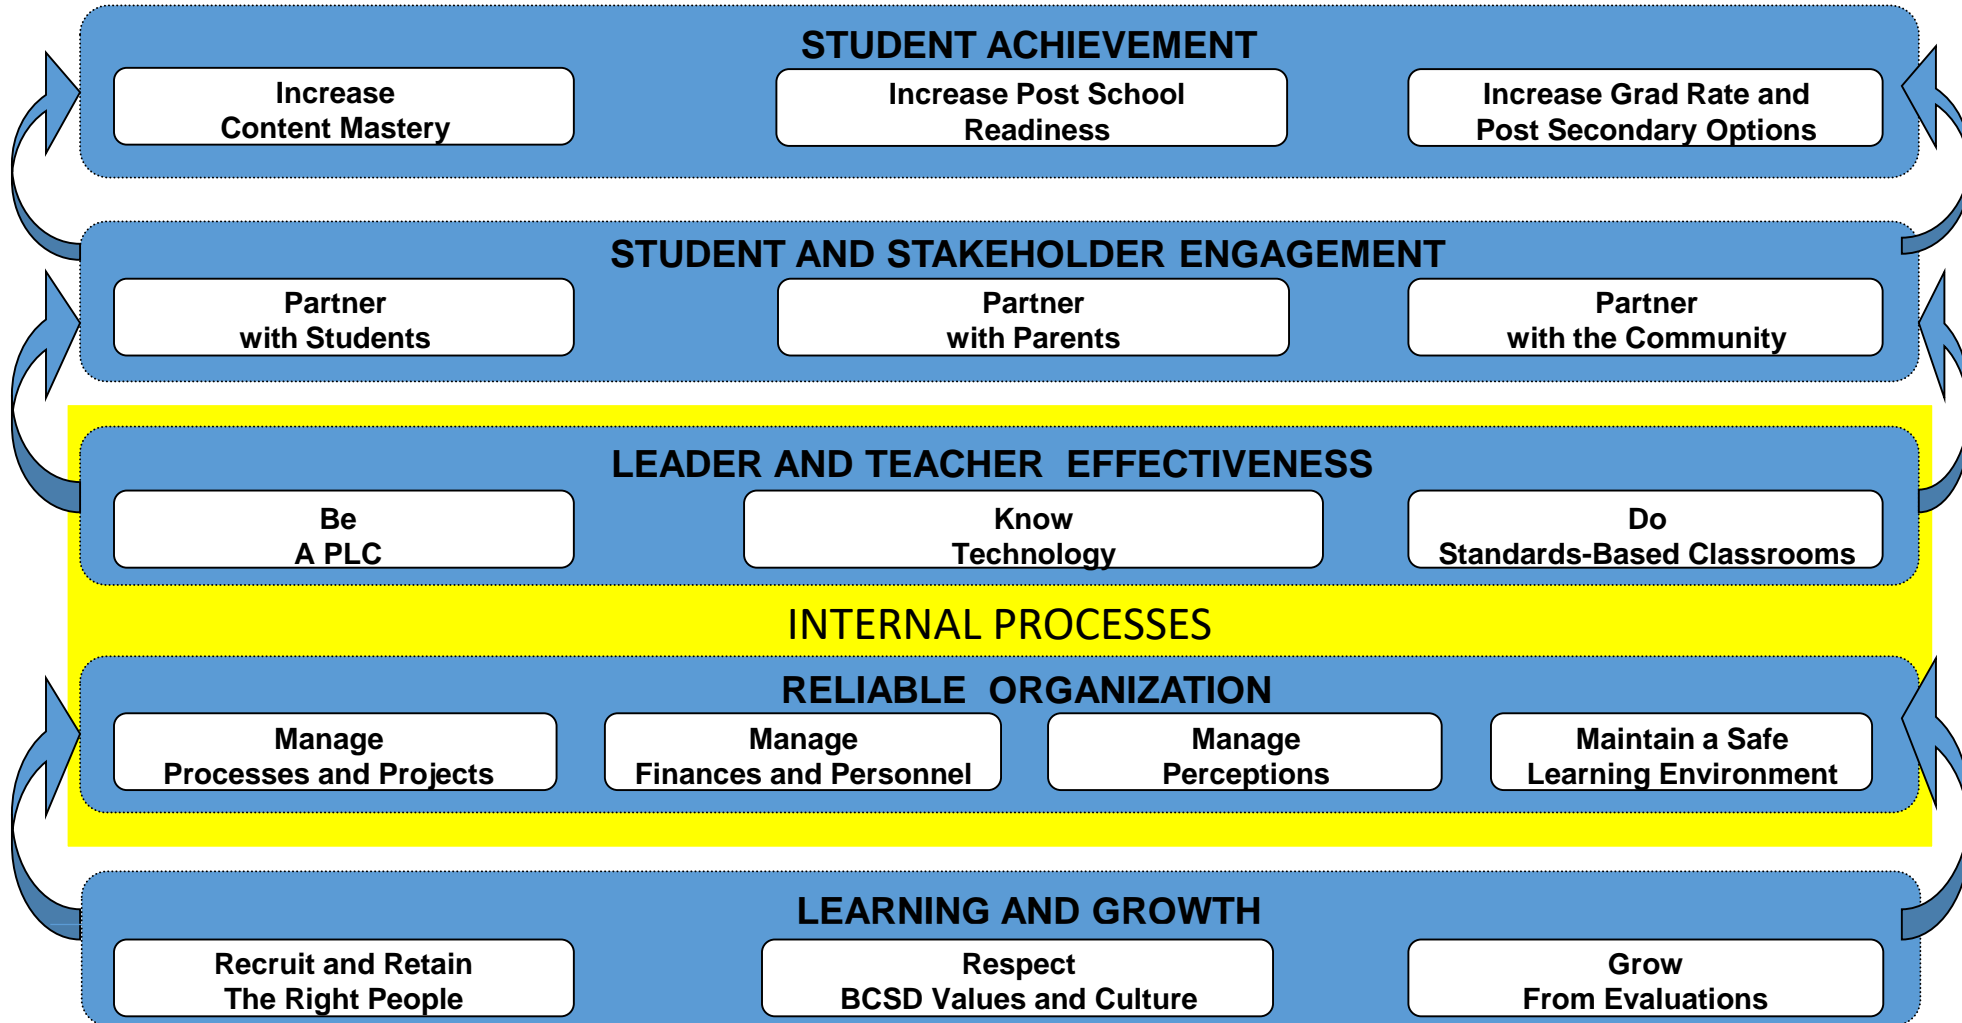 STUDENT ACHIEVEMENT
Increase
Content Mastery
Increase Post School
Readiness
Increase Grad Rate and
Post Secondary Options
STUDENT AND STAKEHOLDER ENGAGEMENT
Partner
with Students
Partner
with Parents
Partner
with the Community
LEADER AND TEACHER EFFECTIVENESS
Be
A PLC
Know
Technology
Do
Standards-Based Classrooms
INTERNAL PROCESSES
RELIABLE ORGANIZATION
Manage
Processes and Projects
Manage
Finances and Personnel
Manage
Perceptions
Maintain a Safe
Learning Environment
LEARNING AND GROWTH
Recruit and Retain
The Right People
Respect
BCSD Values and Culture
Grow
From Evaluations